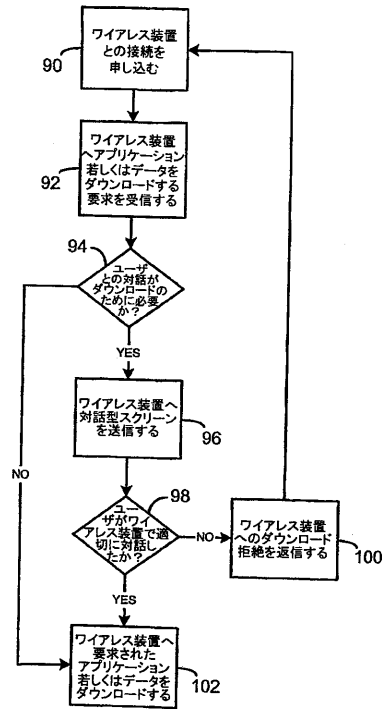 ワイアレス装置
との接続を
申し込む
90
ワイアレス装置
へアプリケーション
若しくはデータを
ダウンロードする
要求を受信する
92
94
ユーザ
との対話が
ダウンロードの
ために必要
か?
YES
NO
ワイアレス装置へ
対話型スクリーン
を送信する
96
98
ユー
ザがワイ
アレス装置で適
切に対話し
たか?
NO
ワイアレス装置
へのダウンロード
拒絶を返信する
100
YES
ワイアレス装置へ
要求された
アプリケーション
若しくはデータを
ダウンロードする
102